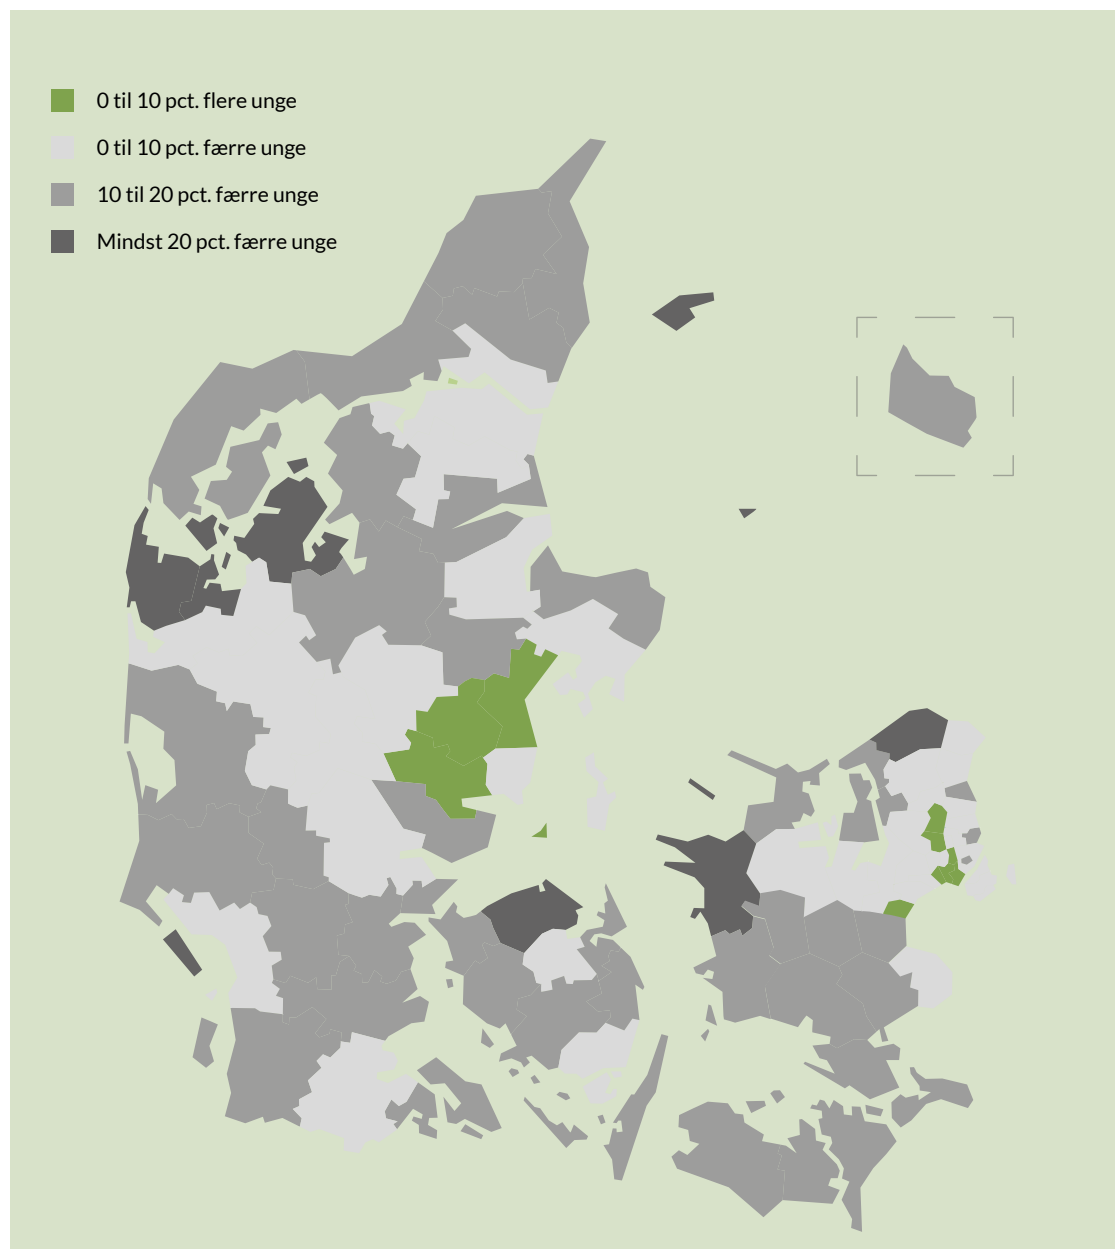 0 til 10 pct. flere unge
0 til 10 pct. færre unge
10 til 20 pct. færre unge
Mindst 20 pct. færre unge